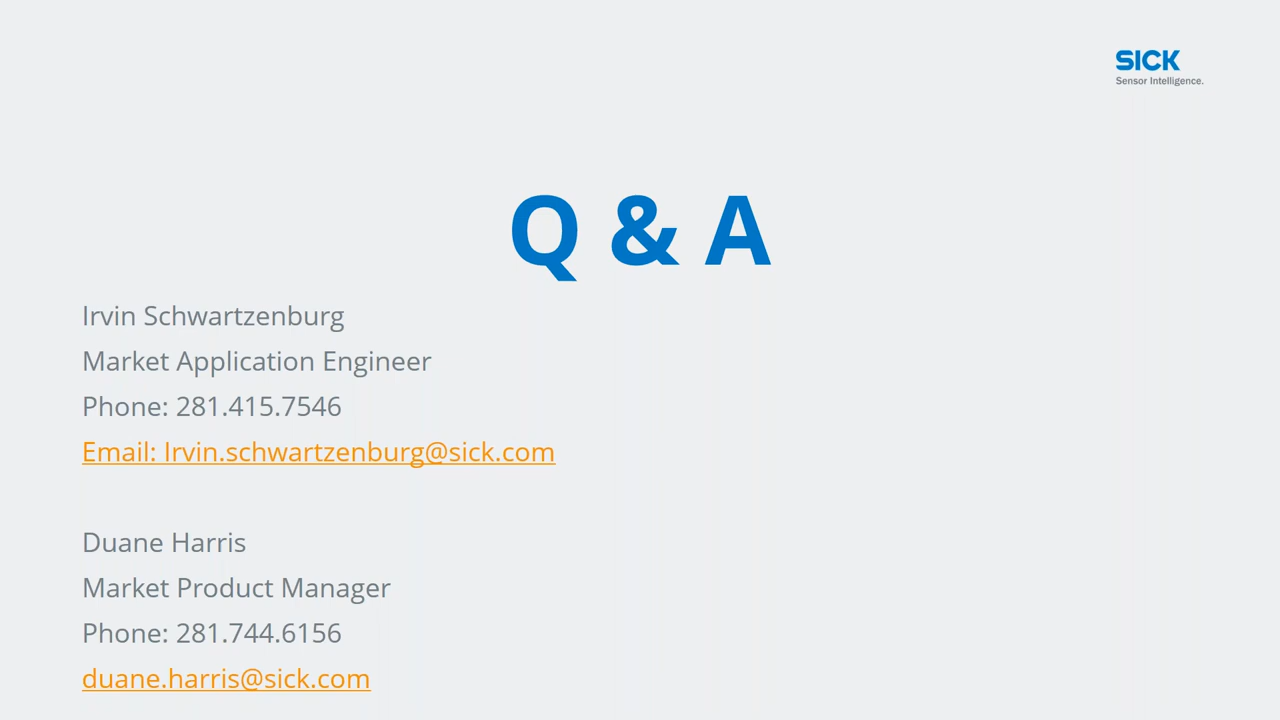 SICK
Sensor Intelligence.
Q & A
Irvin Schwartzenburg
Market Application Engineer
Phone: 281.415.7546
Email: Irvin.schwartzenburg@sick.com
Duane Harris
Market Product Manager
Phone: 281.744.6156
duane.harris@sick.com